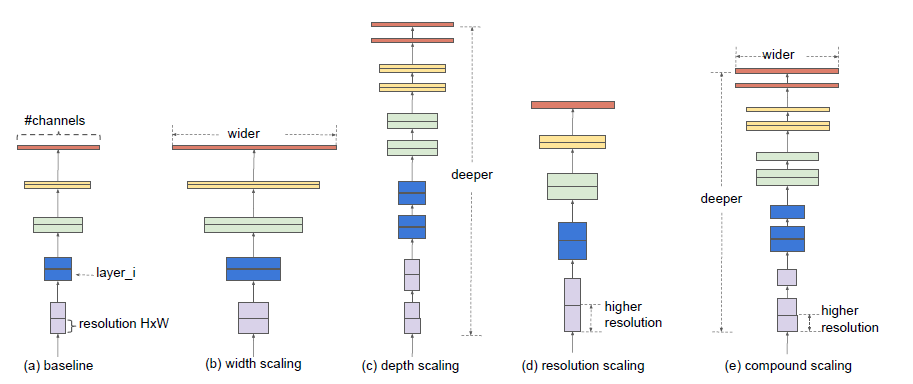 #channels
layer_i
resolution HxW
(a) baseline
wider
(b) width scaling
deeper
(c) depth scaling
higher
resolution
(d) resolution scaling
wider
deeper
higher
resolution
(e) compound scaling